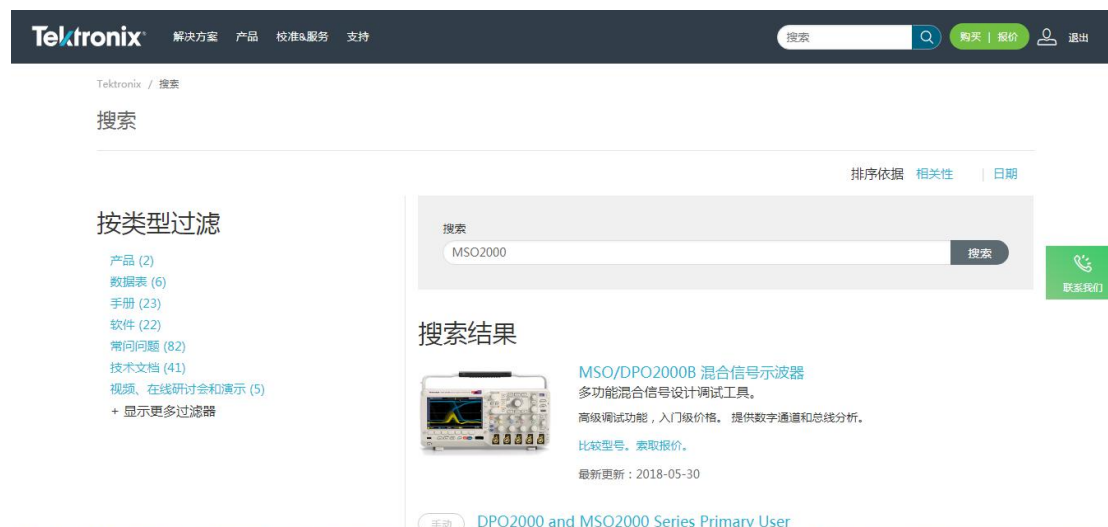 Tektronix 解决方案 产品 校准&服务 支持 搜索 购买 | 报价 退出
Tektronix / 搜索
搜索
排序依据 相关性 | 日期
按类型过滤
产品 (2)
数据表 (6)
手册 (23)
软件 (22)
常问问题 (82)
技术文档 (41)
视频、在线研讨会和演示 (5)
+ 显示更多过滤器
搜索
MSO2000 搜索
联系我们
搜索结果
MSO/DPO2000B 混合信号示波器
多功能混合信号设计调试工具。
高级调试功能，入门级价格。 提供数字通道和总线分析。
比较型号。索取报价。
最新更新：2018-05-30
手动 DPO2000 and MSO2000 Series Primary User